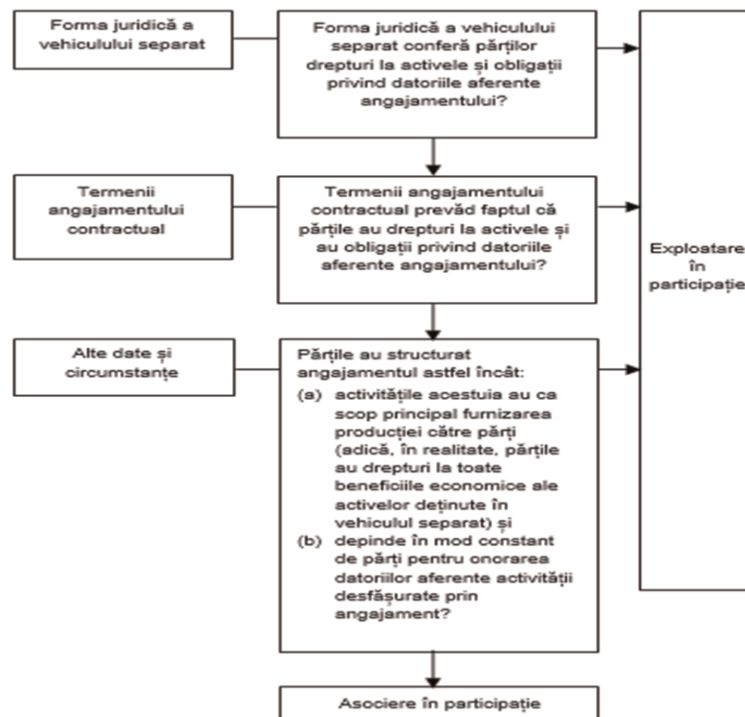 Forma juridică a
vehiculului separat
Forma juridică a vehiculului
separat conferă părților
drepturi la activele și obligații
privind datoriile aferente
angajamentului?
Termenii
angajamentului
contractual
Termenii angajamentului
contractual prevăd faptul că
părțile au drepturi la activele și
au obligații privind datoriile
aferente angajamentului?
Exploatare
în
participație
Alte date și
circumstanțe
Părțile au structurat
angajamentul astfel încât:
(a) activitățile acestuia au ca
scop principal furnizarea
producției către părți
(adică, în realitate, părțile
au drepturi la toate
beneficiile economice ale
activelor deținute în
vehiculul separat) și
(b) depinde în mod constant
de părți pentru onorarea
datoriilor aferente activității
desfășurate prin
angajament?
Asociere în participație